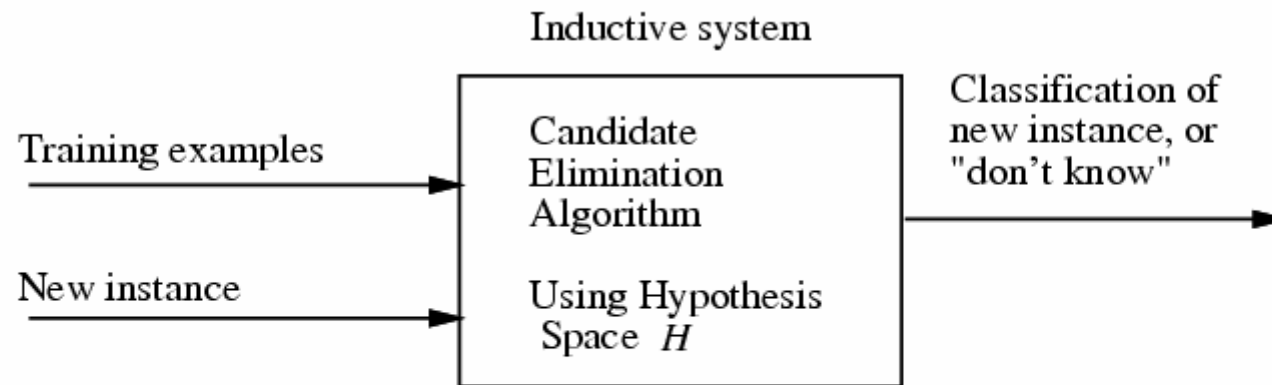 Inductive system
Training examples
New instance
Candidate
Elimination
Algorithm
Using Hypothesis
Space H
Classification of
new instance, or
"don't know"